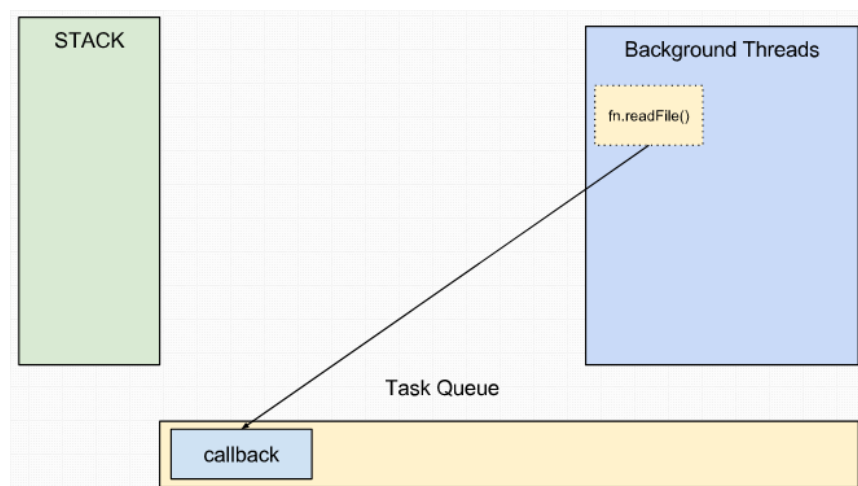 STACK
Background Threads
fn.readFile()
Task Queue
callback